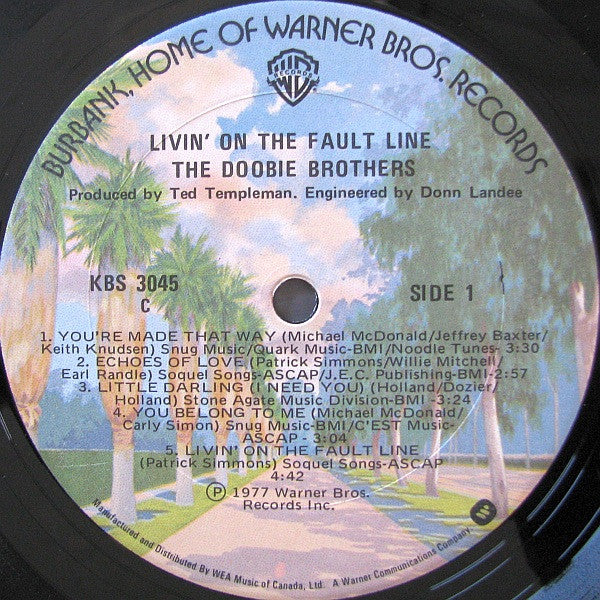 BURBANK, HOME OF WARNER BROS. RECORDS
WB
RECORDS
LIVIN' ON THE FAULT LINE
THE DOOBIE BROTHERS
Produced by Ted Templeman. Engineered by Donn Landee
KBS 3045
C
SIDE 1
1. YOU'RE MADE THAT WAY (Michael McDonald/Jeffrey Baxter/
Keith Knudsen) Snug Music/Quark Music-BMI/Noodle Tunes- 3:30
2. ECHOES OF LOVE (Patrick Simmons/Willie Mitchell/
Earl Randle) Soquel Songs-ASCAP/J.E.C. Publishing-BMI-2:57
3. LITTLE DARLING (I NEED YOU) (Holland/Dozier/
Holland) Stone Agate Music Division-BMI -3:24
4. YOU BELONG TO ME (Michael McDonald/
Carly Simon) Snug Music-BMI/C'EST Music-
ASCAP - 3:04
5. LIVIN' ON THE FAULT LINE
(Patrick Simmons) Soquel Songs-ASCAP
4:42
Ⓟ 1977 Warner Bros.
Records Inc.
Manufactured and Distributed By WEA Music of Canada, Ltd. A Warner Communications Company